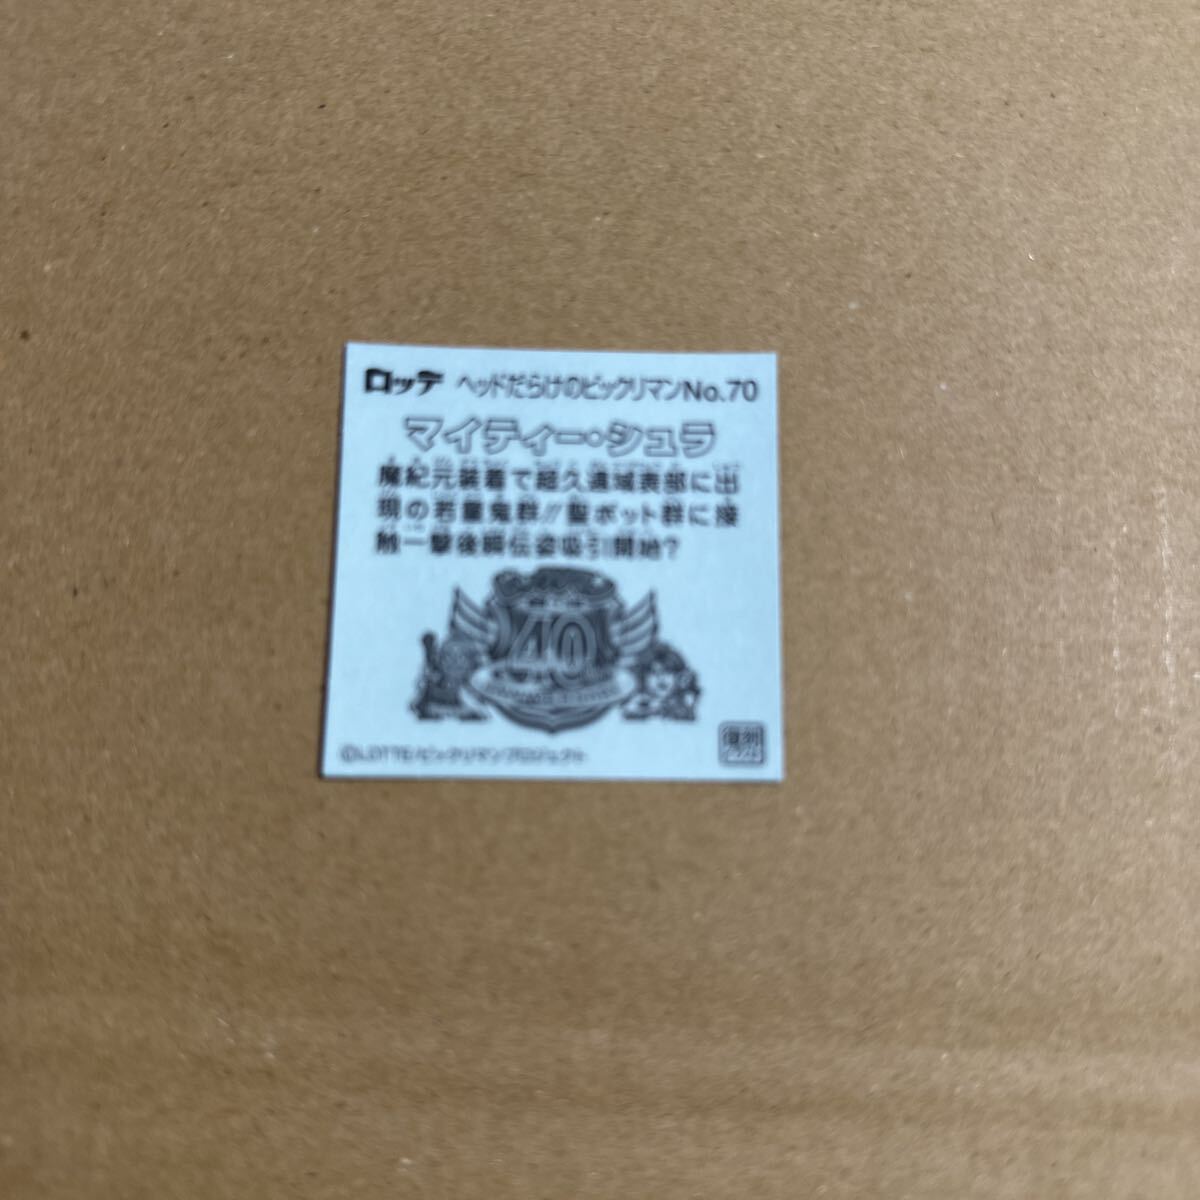 ロッテ ヘッドだらけのビックリマンNo.70
マイティー・シュラ
魔紀元装着で超久遠域表部に出
現の若量鬼群!!聖ボット群に接
触一撃後瞬伝姿吸引開始?
40
©LOTTE/ビックリマンプロジェクト
復刻